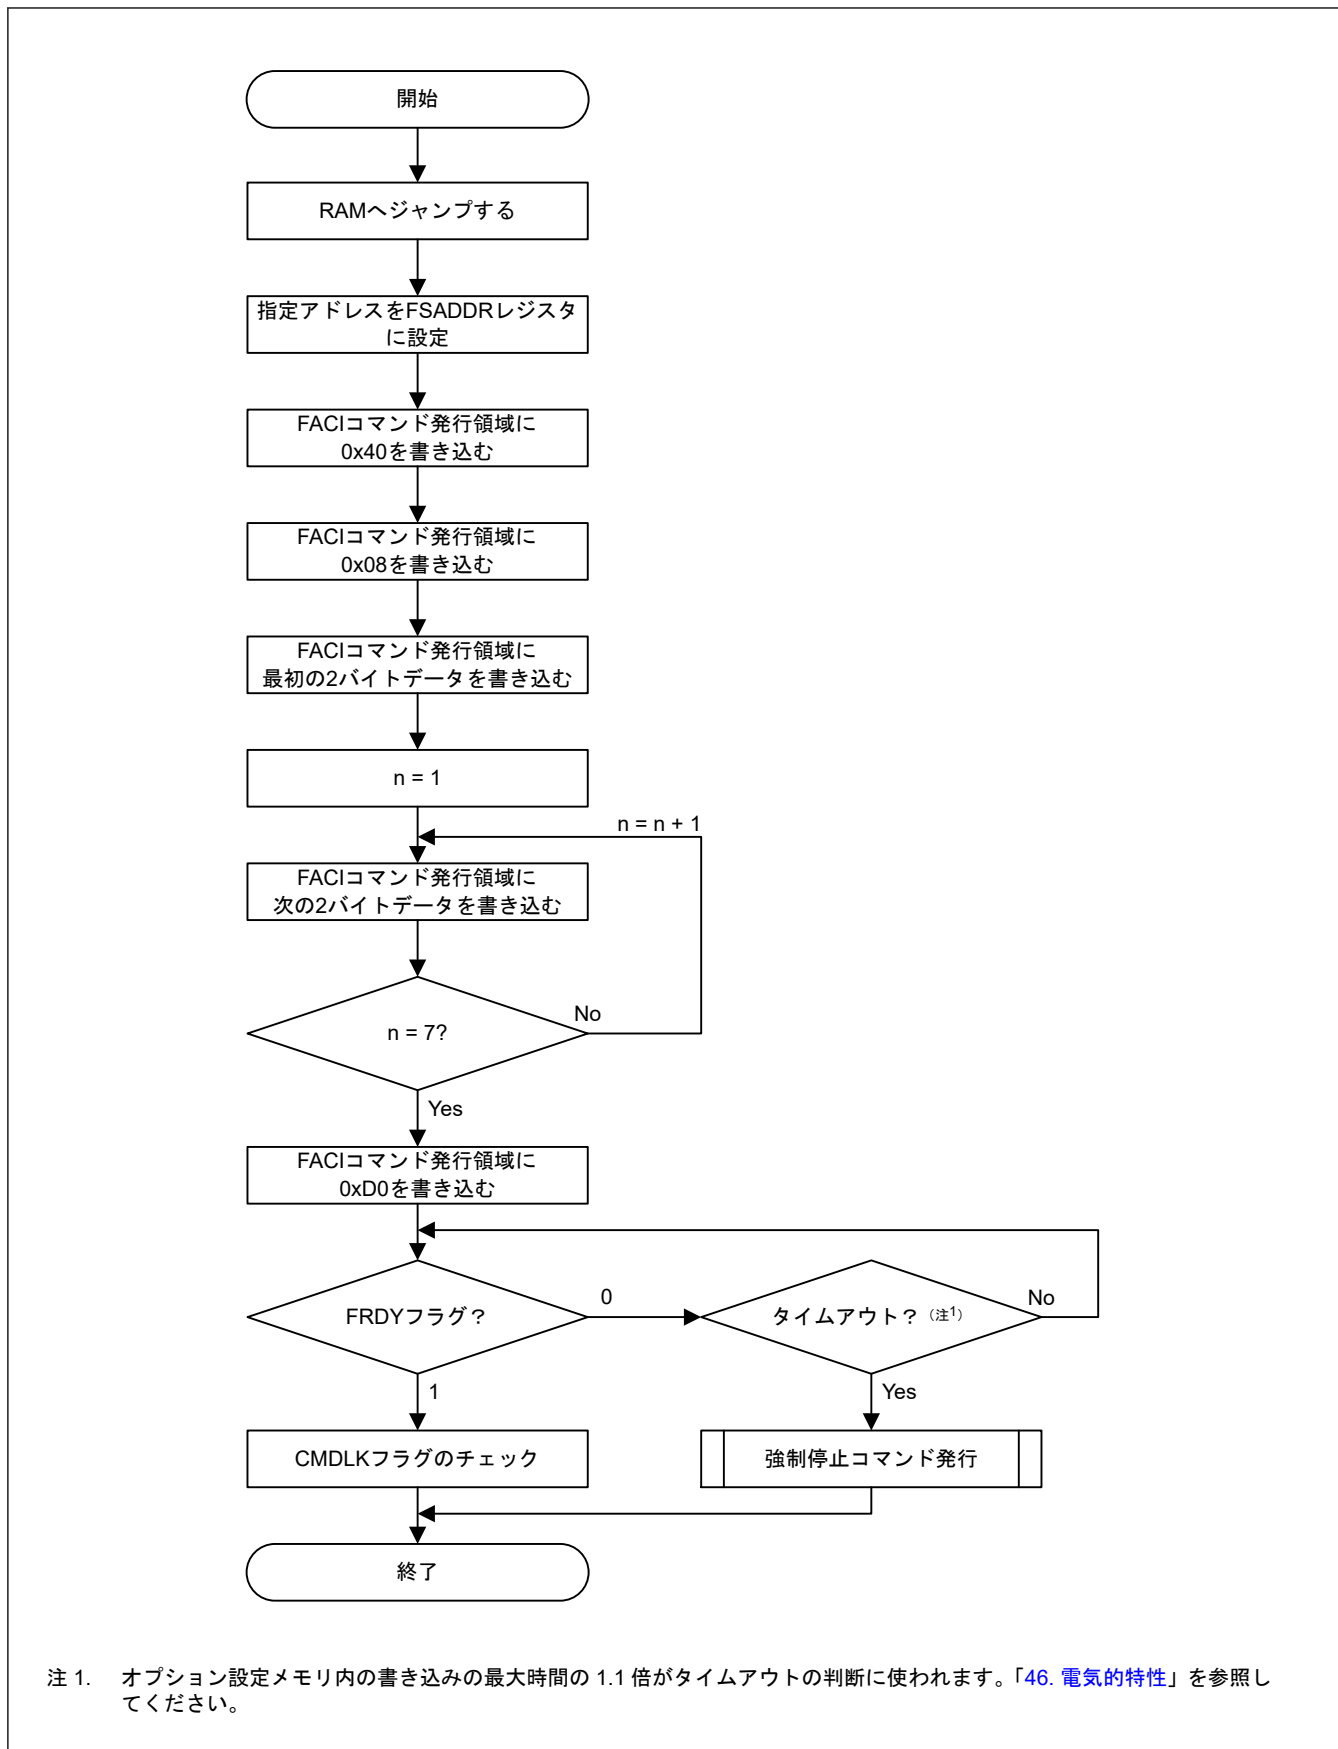 開始
RAMへジャンプする
指定アドレスをFSADDRレジスタ
に設定
FACIコマンド発行領域に
0x40を書き込む
FACIコマンド発行領域に
0x08を書き込む
FACIコマンド発行領域に
最初の2バイトデータを書き込む
n = 1
n = n + 1
FACIコマンド発行領域に
次の2バイトデータを書き込む
n = 7?
No
Yes
FACIコマンド発行領域に
0xD0を書き込む
FRDYフラグ？
0
タイムアウト？（注1）
No
1
Yes
CMDLKフラグのチェック
強制停止コマンド発行
終了
注 1. オプション設定メモリ内の書き込みの最大時間の 1.1 倍がタイムアウトの判断に使われます。「46. 電気的特性」を参照し
てください。